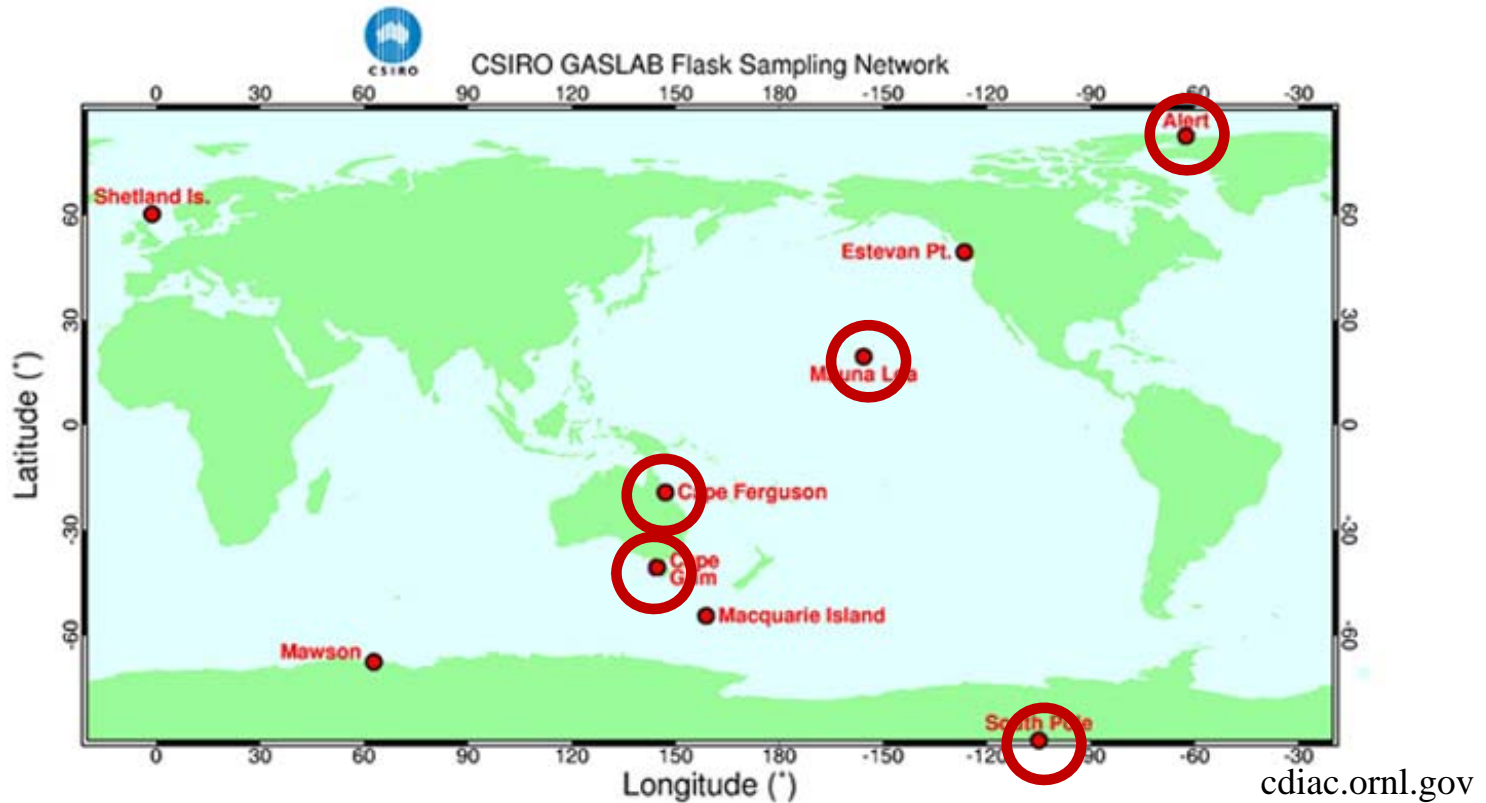 CSIRO
CSIRO GASLAB Flask Sampling Network
0 30 60 90 120 150 180 -150 -120 -90 -60 -30
Alert
Shetland Is.
60 60
Estevan Pt.
30 30
Mauna Loa
Latitude (°)
0 0
Cape Ferguson
-30 -30
Cape
Grim
Macquarie Island
-60 -60
Mawson
South Pole
0 30 60 90 120 150 180 -150 -120 -90 -60 -30
Longitude (°)
cdiac.ornl.gov